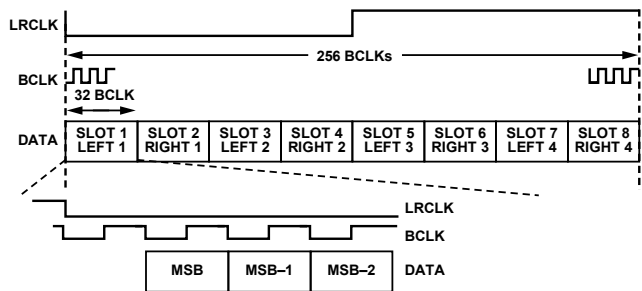 LRCLK
256 BCLKs
BCLK
32 BCLK
DATA
SLOT 1 LEFT 1
SLOT 2 RIGHT 1
SLOT 3 LEFT 2
SLOT 4 RIGHT 2
SLOT 5 LEFT 3
SLOT 6 RIGHT 3
SLOT 7 LEFT 4
SLOT 8 RIGHT 4
LRCLK
BCLK
MSB
MSB–1
MSB–2
DATA